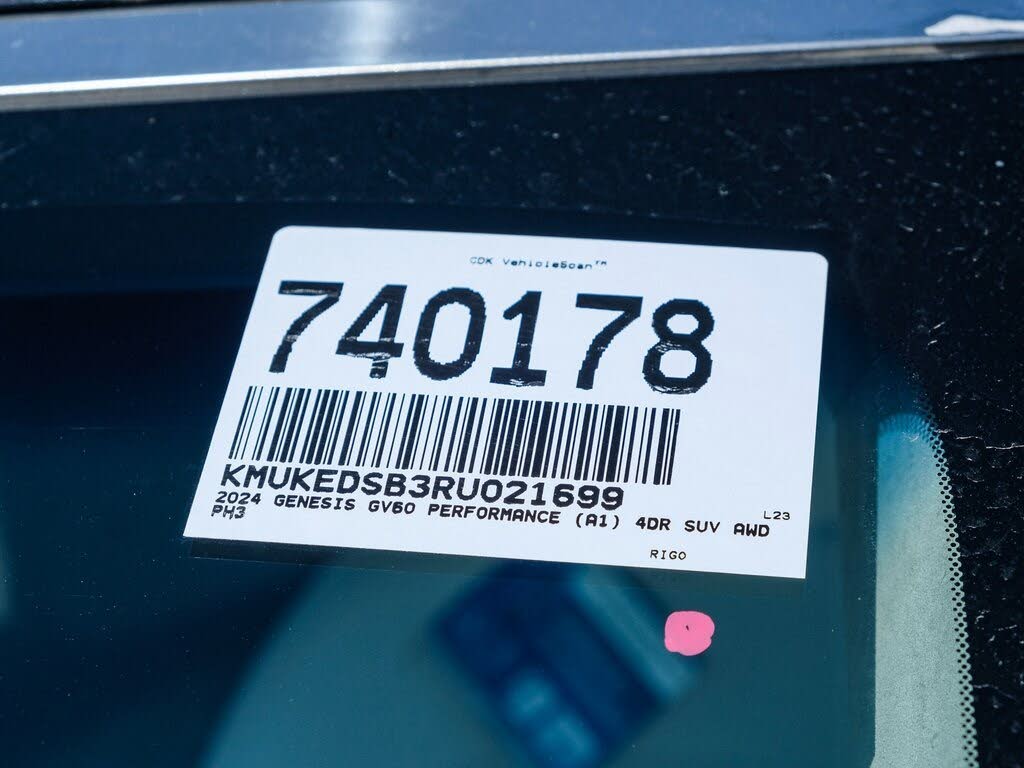 CDK VehicleScan™
740178
KMUKEDSB3RU021699
2024 GENESIS GV60 PERFORMANCE (A1) 4DR SUV AWD
L23
PH3
RIGO